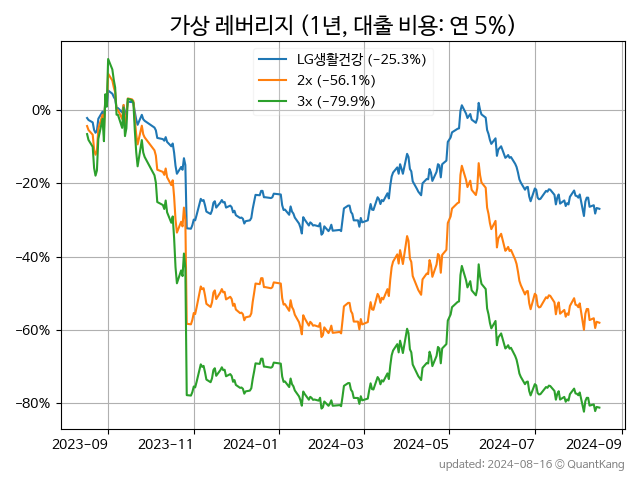 가상 레버리지 (1년, 대출 비용: 연 5%)
LG생활건강 (−25.3%)
2x (−56.1%)
3x (−79.9%)
0%
−20%
−40%
−60%
−80%
2023-09 2023-11 2024-01 2024-03 2024-05 2024-07 2024-09
updated: 2024-08-16 © QuantKang